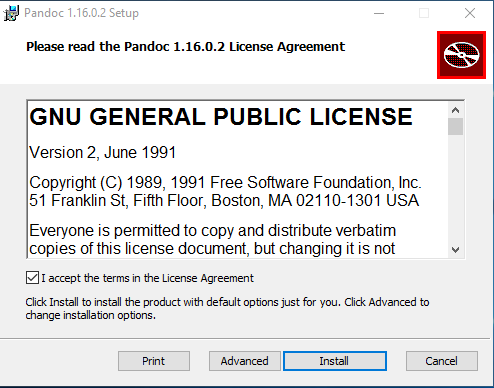 Pandoc 1.16.0.2 Setup
Please read the Pandoc 1.16.0.2 License Agreement
GNU GENERAL PUBLIC LICENSE
Version 2, June 1991
Copyright (C) 1989, 1991 Free Software Foundation, Inc.
51 Franklin St, Fifth Floor, Boston, MA 02110-1301 USA
Everyone is permitted to copy and distribute verbatim
copies of this license document, but changing it is not
I accept the terms in the License Agreement
Click Install to install the product with default options just for you. Click Advanced to
change installation options.
Print
Advanced
Install
Cancel